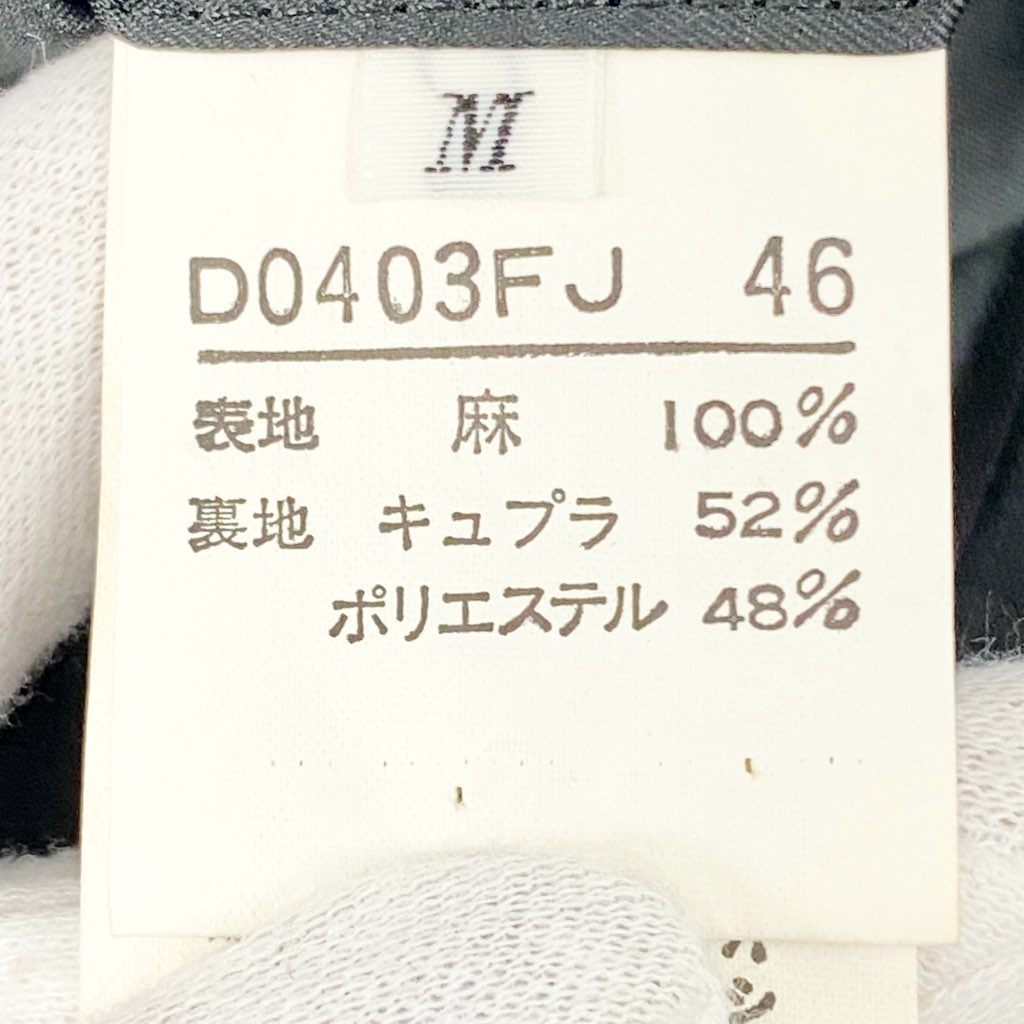 M
D0403FJ 46
表地 麻 100%
裏地 キュプラ 52%
ポリエステル 48%